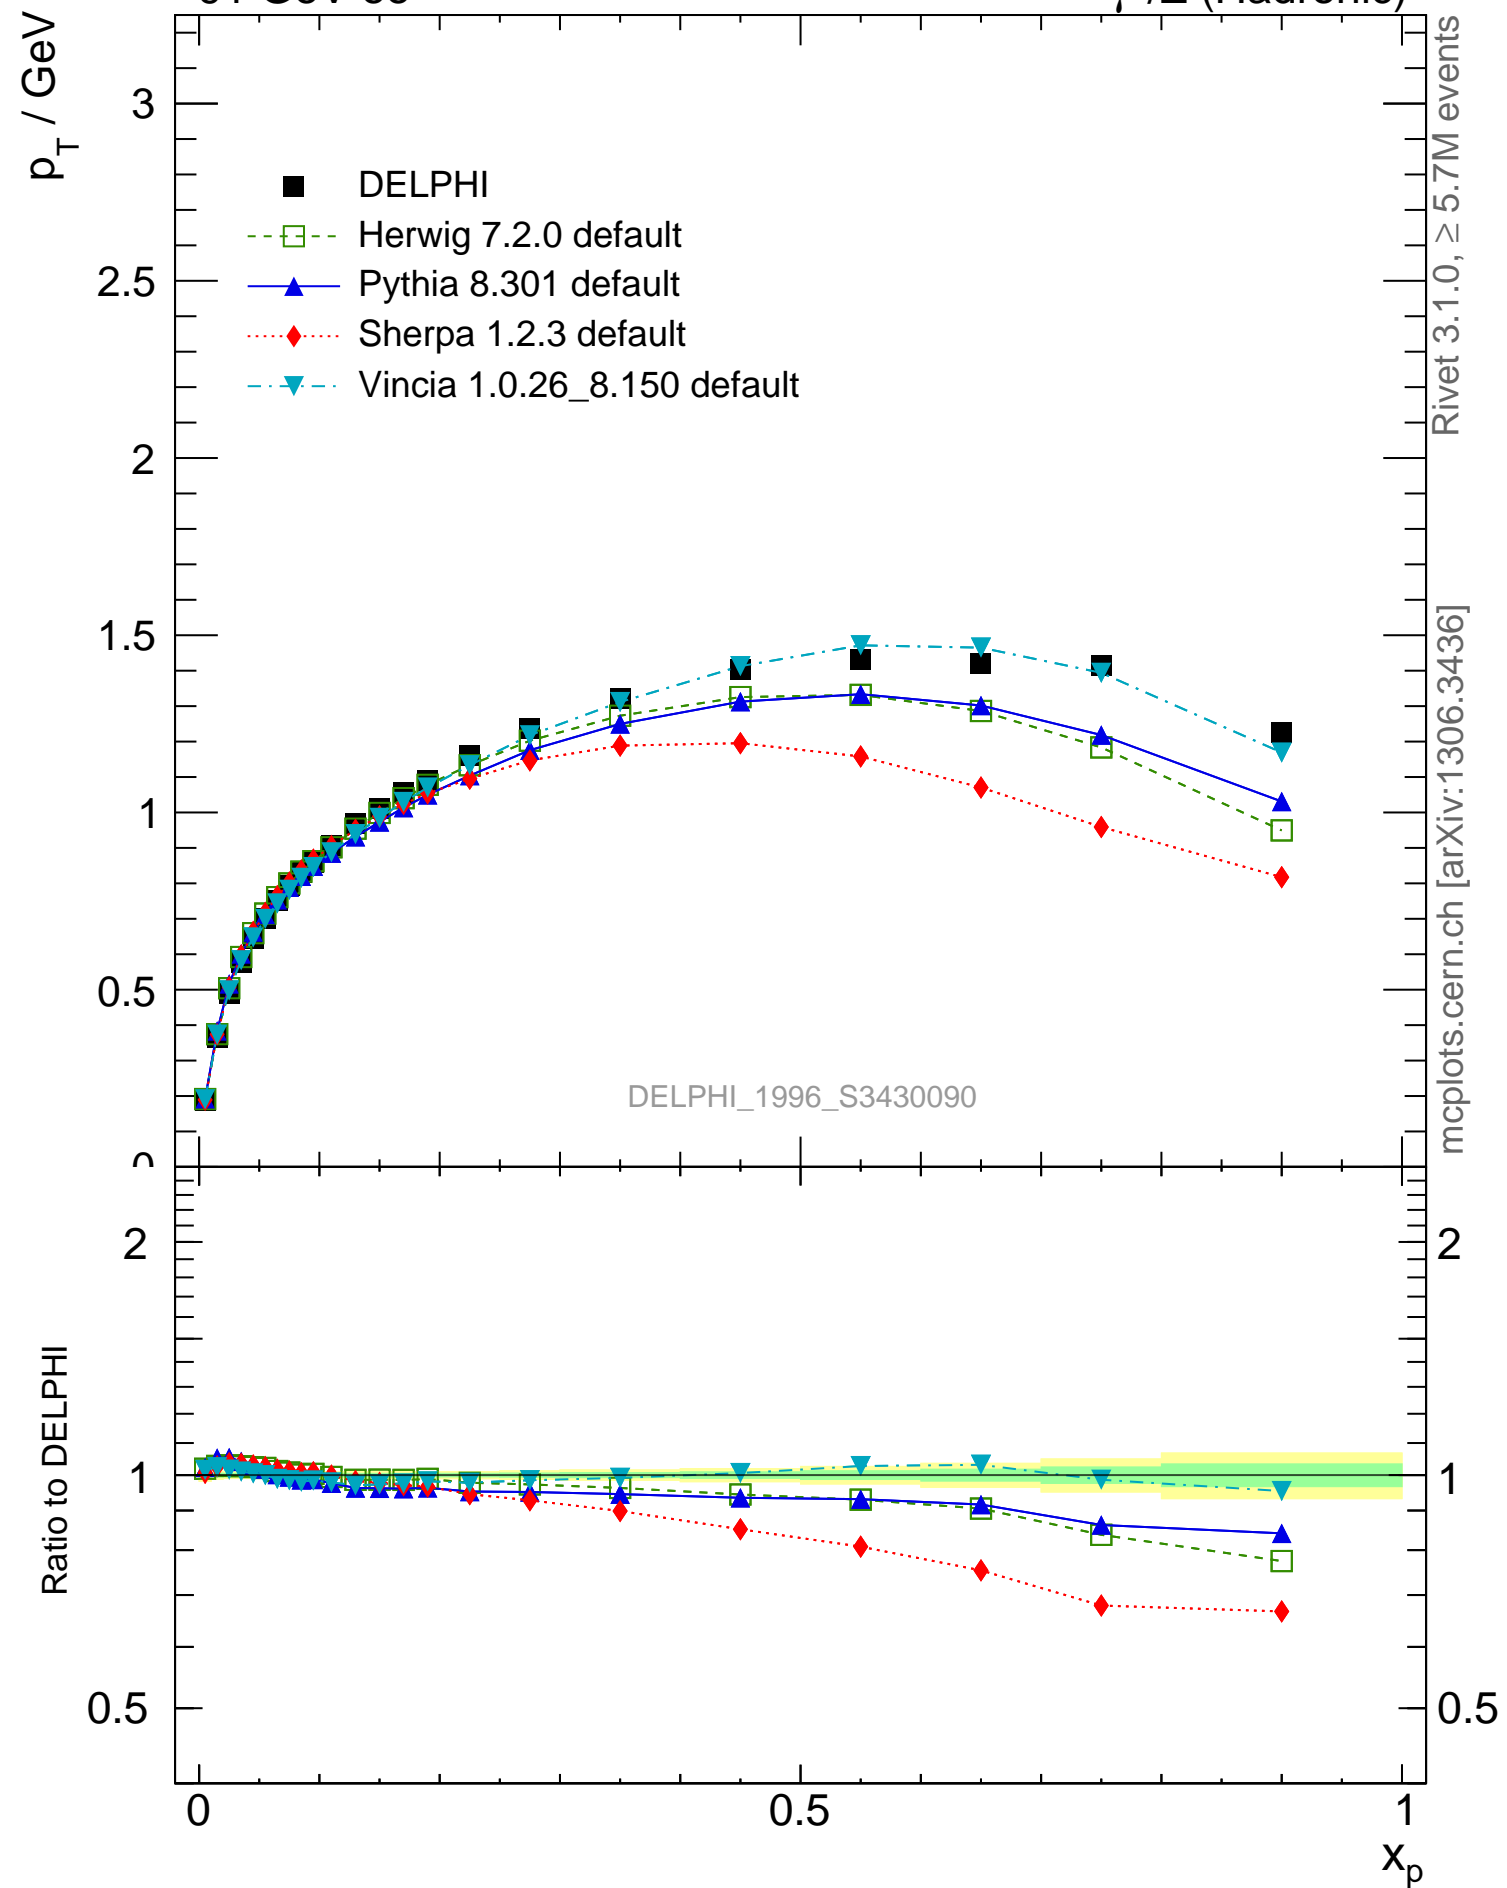 p_T / GeV
3
2.5
2
1.5
1
0.5
0
DELPHI
Herwig 7.2.0 default
Pythia 8.301 default
Sherpa 1.2.3 default
Vincia 1.0.26_8.150 default
DELPHI_1996_S3430090
Rivet 3.1.0, ≥ 5.7M events
mcplots.cern.ch [arXiv:1306.3436]
Ratio to DELPHI
2
1
0.5
2
1
0.5
0
0.5
1
x_p